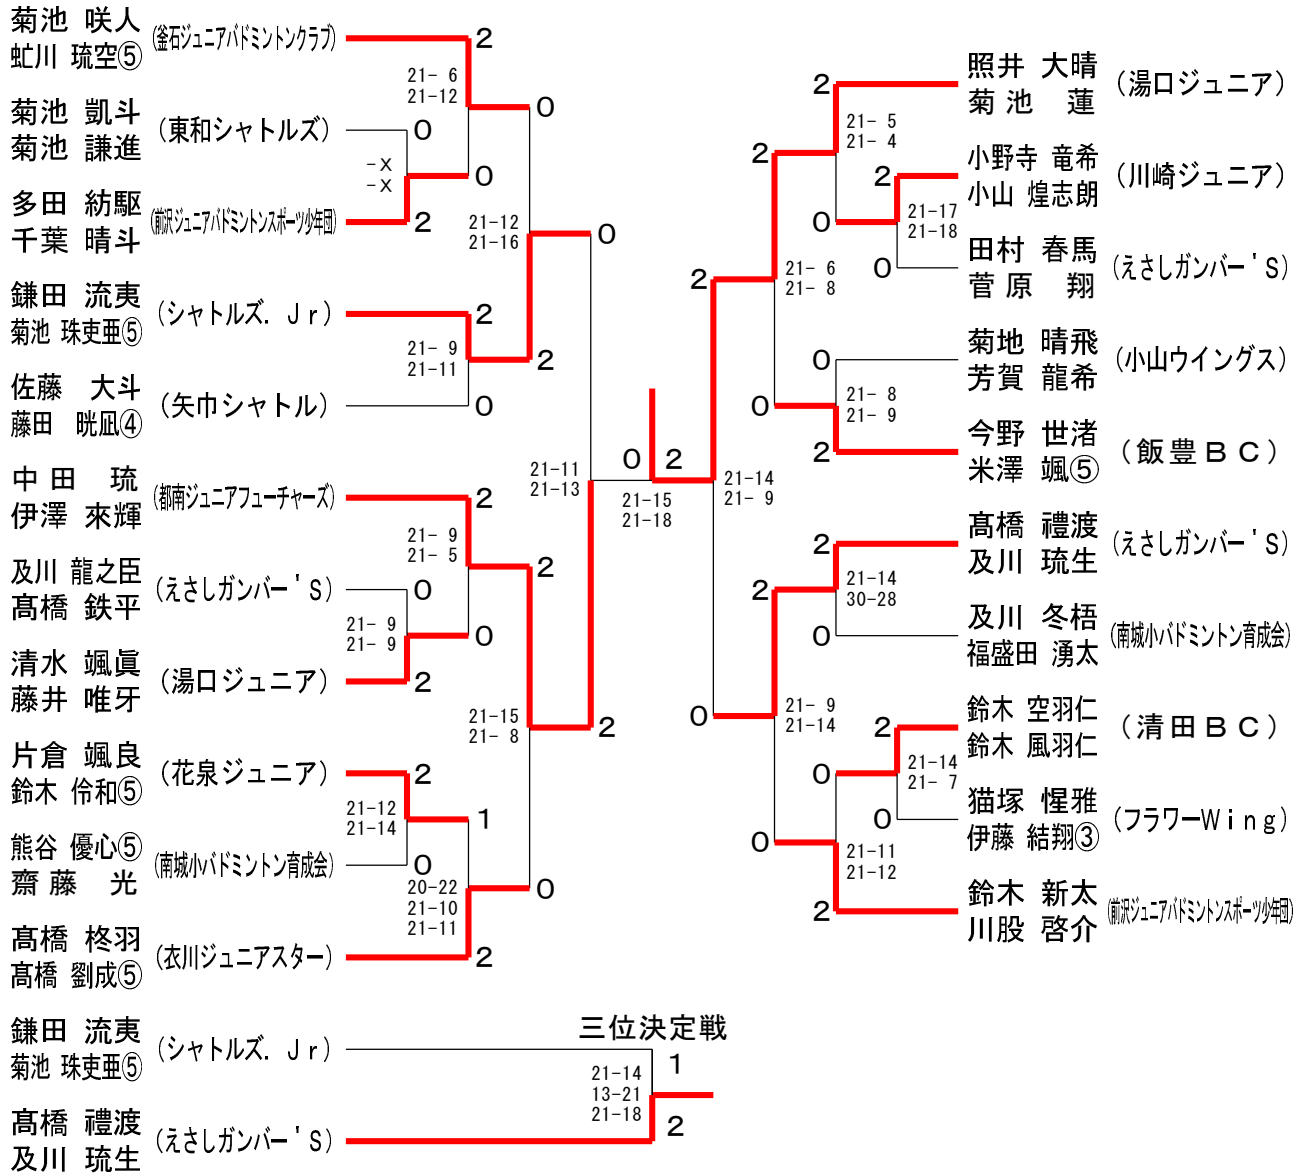 菊池 咲人
虻川 琉空⑤
(釜石ジュニアバドミントンクラブ)
2
21- 6
21-12
0
菊池 凱斗
菊池 謙進
(東和シャトルズ)
0
-X
-X
0
多田 紡駆
千葉 晴斗
(前沢ジュニアバドミントンスポーツ少年団)
2
21-12
21-16
0
鎌田 流夷
菊池 珠吏亜⑤
(シャトルズ. Jr)
2
21- 9
21-11
2
佐藤 大斗
藤田 晄凪④
(矢巾シャトル)
0
21-11
21-13
中田 琉
伊澤 來輝
(都南ジュニアフューチャーズ)
2
21- 9
21- 5
2
及川 龍之臣
髙橋 鉄平
(えさしガンバー'S)
0
21- 9
21- 9
0
清水 颯眞
藤井 唯牙
(湯口ジュニア)
2
21-15
21- 8
2
片倉 颯良
鈴木 伶和⑤
(花泉ジュニア)
2
21-12
21-14
1
熊谷 優心⑤
齋藤 光
(南城小バドミントン育成会)
0
20-22
21-10
21-11
0
髙橋 柊羽
髙橋 劉成⑤
(衣川ジュニアスター)
2
0 2
21-15
21-18
照井 大晴
菊池 蓮
(湯口ジュニア)
2
21- 5
21- 4
2
小野寺 竜希
小山 煌志朗
(川崎ジュニア)
2
21-17
21-18
0
田村 春馬
菅原 翔
(えさしガンバー'S)
0
21- 6
21- 8
2
菊地 晴飛
芳賀 龍希
(小山ウイングス)
0
21- 8
21- 9
0
今野 世渚
米澤 颯⑤
(飯豊BC)
2
21-14
21- 9
髙橋 禮渡
及川 琉生
(えさしガンバー'S)
2
21-14
30-28
2
及川 冬梧
福盛田 湧太
(南城小バドミントン育成会)
0
21- 9
21-14
0
鈴木 空羽仁
鈴木 風羽仁
(清田BC)
2
21-14
21- 7
0
猫塚 惺雅
伊藤 結翔③
(フラワーWing)
0
21-11
21-12
0
鈴木 新太
川股 啓介
(前沢ジュニアバドミントンスポーツ少年団)
2
三位決定戦
鎌田 流夷
菊池 珠吏亜⑤
(シャトルズ. Jr)
1
21-14
13-21
21-18
髙橋 禮渡
及川 琉生
(えさしガンバー'S)
2